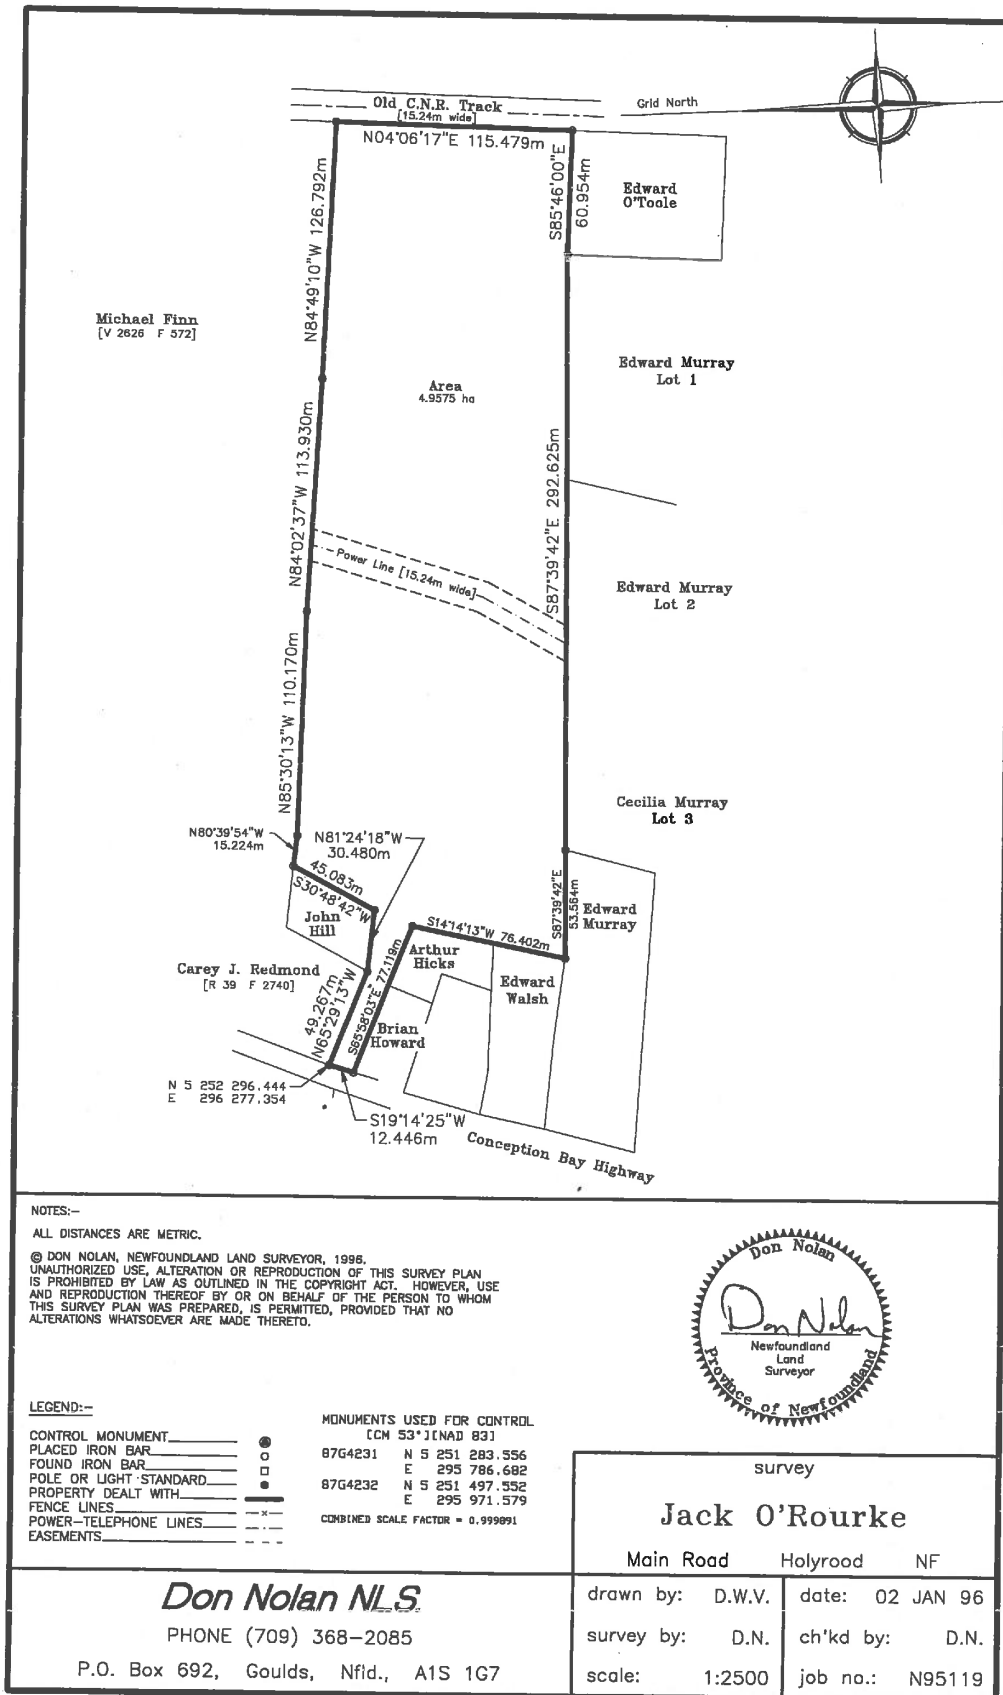 Old C.N.R. Track
[15.24m wide]
Grid North
N04°06'17"E 115.479m
S85°46'00"E
60.954m
Edward
O'Toole
N84°49'10"W 126.792m
Michael Finn
[V 2626 F 572]
Edward Murray
Lot 1
Area
4.9575 ha
N84°02'37"W 113.930m
S87°39'42"E 292.625m
Power Line [15.24m wide]
Edward Murray
Lot 2
N85°30'13"W 110.170m
Cecilia Murray
Lot 3
N80°39'54"W
15.224m
N81°24'18"W
30.480m
45.083m
S30°48'42"W
John
Hill
S87°39'42"E
53.564m
Edward
Murray
S14°14'13"W 76.402m
Arthur
Hicks
Edward
Walsh
Carey J. Redmond
[R 39 F 2740]
49.267m
N65°29'13"W
S65°58'03"E 77.119m
Brian
Howard
N 5 252 296.444
E 296 277.354
S19°14'25"W
12.446m
Conception Bay Highway
NOTES:-
ALL DISTANCES ARE METRIC.
© DON NOLAN, NEWFOUNDLAND LAND SURVEYOR, 1996.
UNAUTHORIZED USE, ALTERATION OR REPRODUCTION OF THIS SURVEY PLAN
IS PROHIBITED BY LAW AS OUTLINED IN THE COPYRIGHT ACT. HOWEVER, USE
AND REPRODUCTION THEREOF BY OR ON BEHALF OF THE PERSON TO WHOM
THIS SURVEY PLAN WAS PREPARED, IS PERMITTED, PROVIDED THAT NO
ALTERATIONS WHATSOEVER ARE MADE THERETO.
Don Nolan
Don Nolan
Newfoundland
Land
Surveyor
Province of Newfoundland
LEGEND:-
CONTROL MONUMENT
PLACED IRON BAR
FOUND IRON BAR
POLE OR LIGHT STANDARD
PROPERTY DEALT WITH
FENCE LINES
POWER-TELEPHONE LINES
EASEMENTS
MONUMENTS USED FOR CONTROL
[CM 53°][NAD 83]
87G4231 N 5 251 283.556
E 295 786.682
87G4232 N 5 251 497.552
E 295 971.579
COMBINED SCALE FACTOR = 0.999891
survey
Jack O'Rourke
Main Road Holyrood NF
Don Nolan NLS
PHONE (709) 368-2085
P.O. Box 692, Goulds, Nfld., A1S 1G7
drawn by: D.W.V. date: 02 JAN 96
survey by: D.N. ch'kd by: D.N.
scale: 1:2500 job no.: N95119